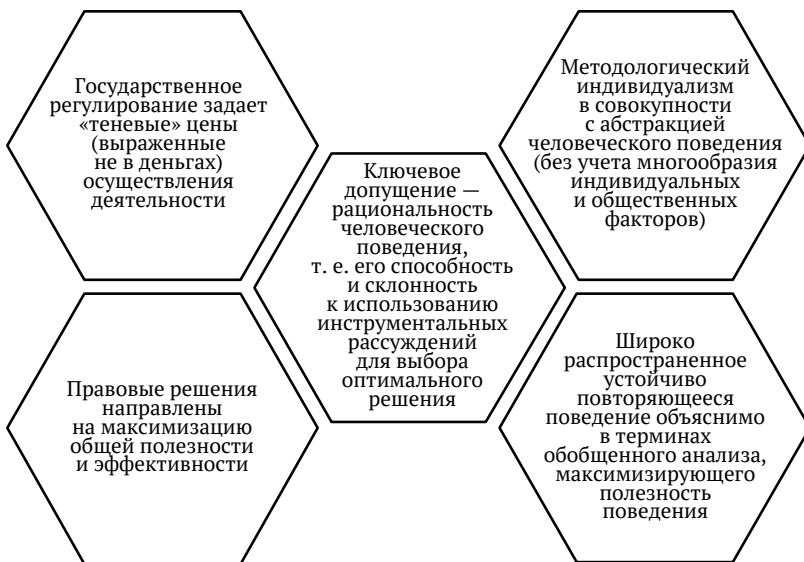 Государственное
регулирование задает
«теневые» цены
(выраженные
не в деньгах)
осуществления
деятельности
Методологический
индивидуализм
в совокупности
с абстракцией
человеческого поведения
(без учета многообразия
индивидуальных
и общественных
факторов)
Ключевое
допущение —
рациональность
человеческого
поведения,
т. е. его способность
и склонность
к использованию
инструментальных
рассуждений
для выбора
оптимального
решения
Правовые решения
направлены
на максимизацию
общей полезности
и эффективности
Широко
распространенное
устойчиво
повторяющееся
поведение объяснимо
в терминах
обобщенного анализа,
максимизирующего
полезность
поведения